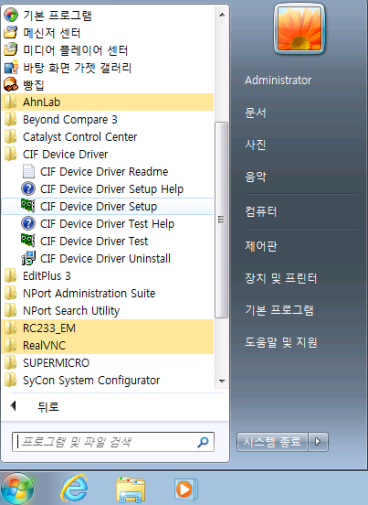 기본 프로그램
메신저 센터
미디어 플레이어 센터
바탕 화면 가젯 갤러리
빵집
AhnLab
Beyond Compare 3
Catalyst Control Center
CIF Device Driver
CIF Device Driver Readme
CIF Device Driver Setup Help
CIF Device Driver Setup
CIF Device Driver Test Help
CIF Device Driver Test
CIF Device Driver Uninstall
EditPlus 3
NPort Administration Suite
NPort Search Utility
RC233_EM
RealVNC
SUPERMICRO
SyCon System Configurator
뒤로
프로그램 및 파일 검색
Administrator
문서
사진
음악
컴퓨터
제어판
장치 및 프린터
기본 프로그램
도움말 및 지원
시스템 종료